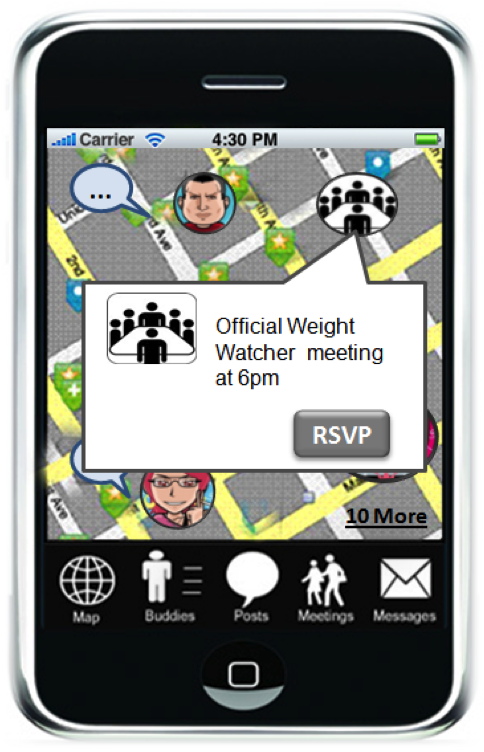 Carrier
4:30 PM
...
2nd
Official Weight
Watcher meeting
at 6pm
RSVP
10 More
Map
Buddies
Posts
Meetings
Messages